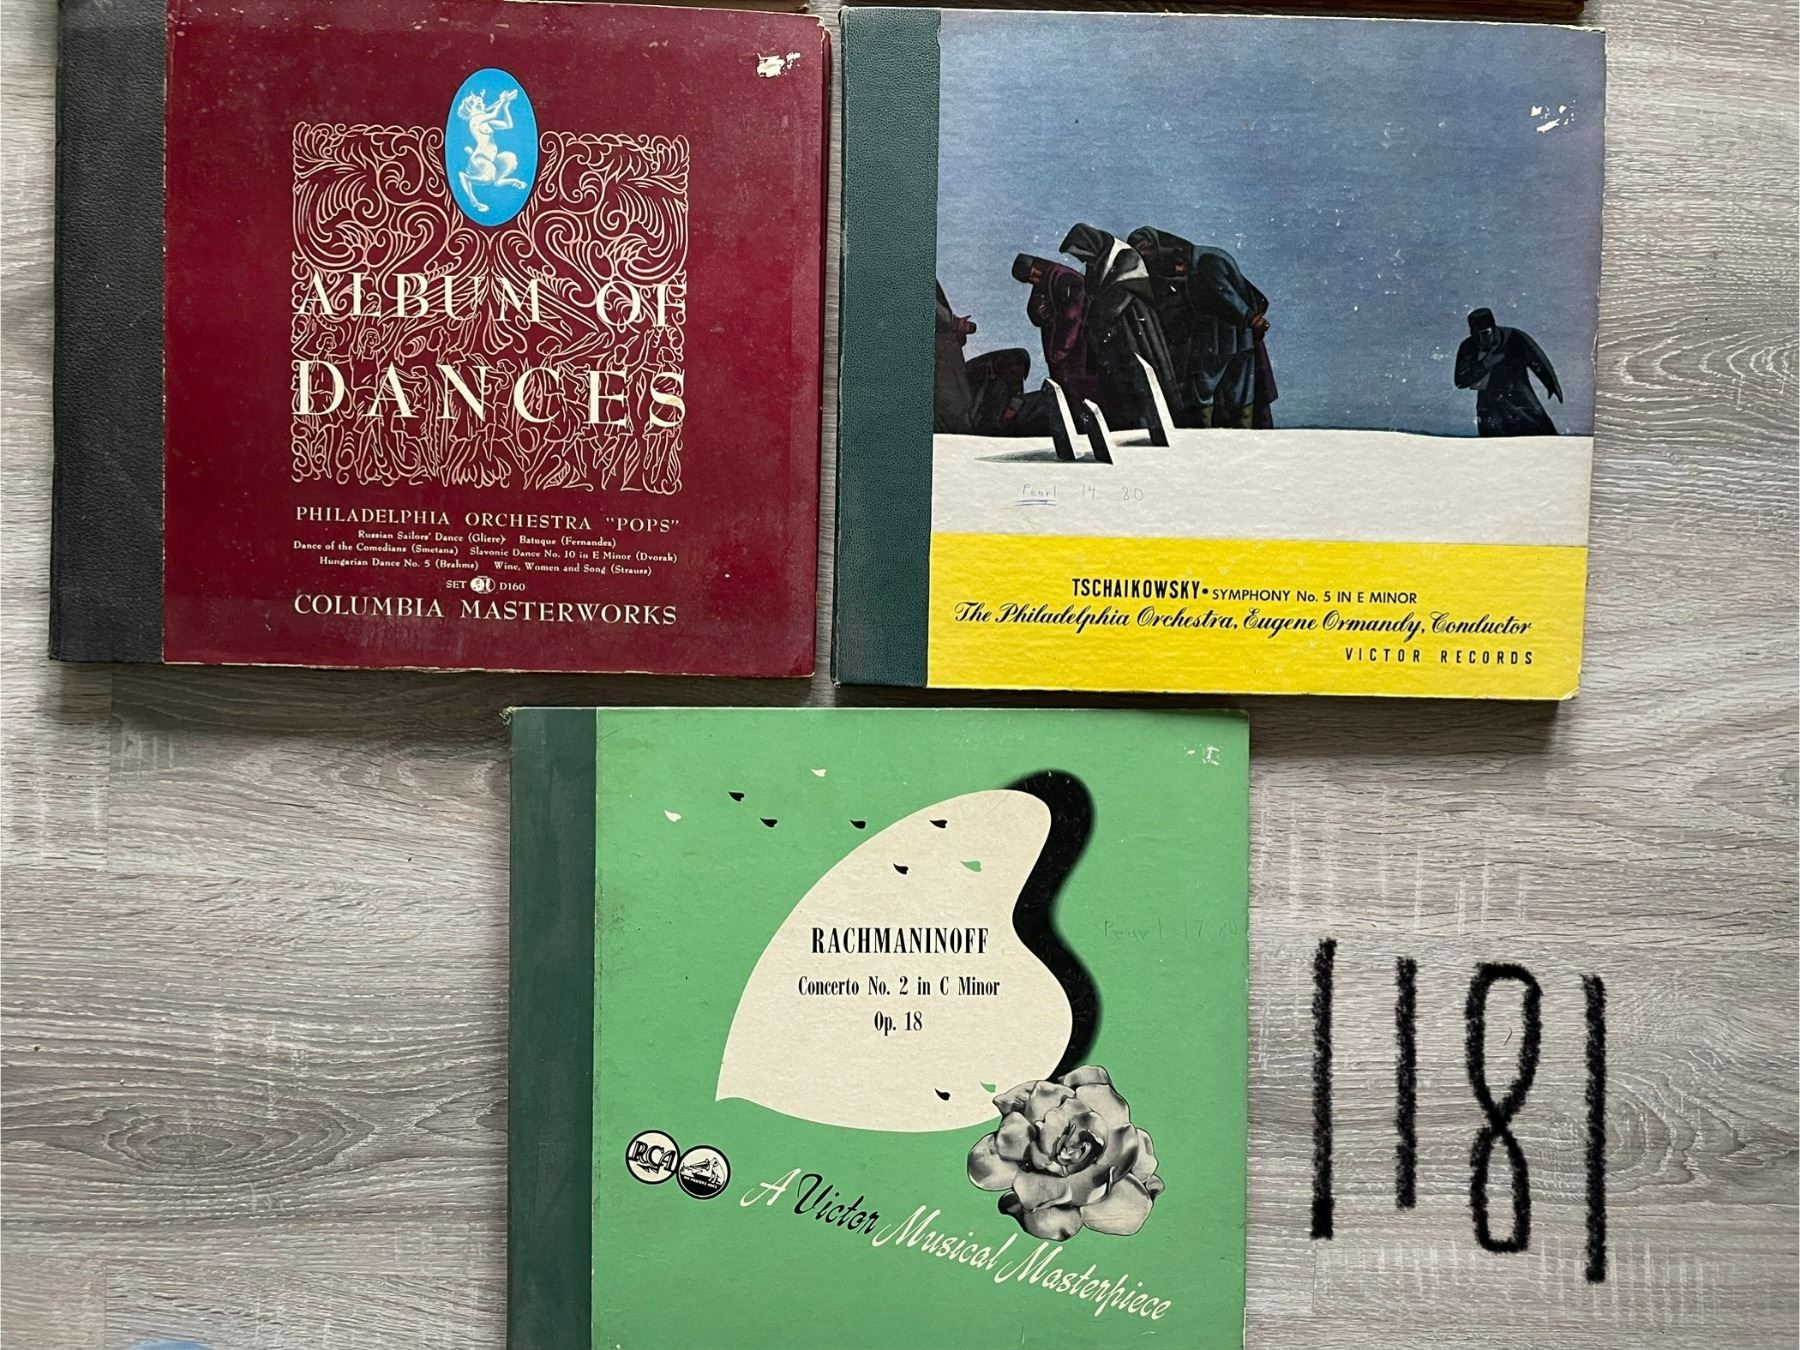 ALBUM OF
DANCES
PHILADELPHIA ORCHESTRA "POPS"
Russian Sailors' Dance (Gliere) Batuque (Fernandez)
Dance of the Comedians (Smetana) Slavonic Dance No. 10 in E Minor (Dvorak)
Hungarian Dance No. 5 (Brahms) Wine, Women and Song (Strauss)
SET D160
COLUMBIA MASTERWORKS
Pearl 14 80
TSCHAIKOWSKY • SYMPHONY No. 5 IN E MINOR
The Philadelphia Orchestra, Eugene Ormandy, Conductor
VICTOR RECORDS
RACHMANINOFF
Concerto No. 2 in C Minor
Op. 18
Pearl 17
RCA
A Victor Musical Masterpiece
1181